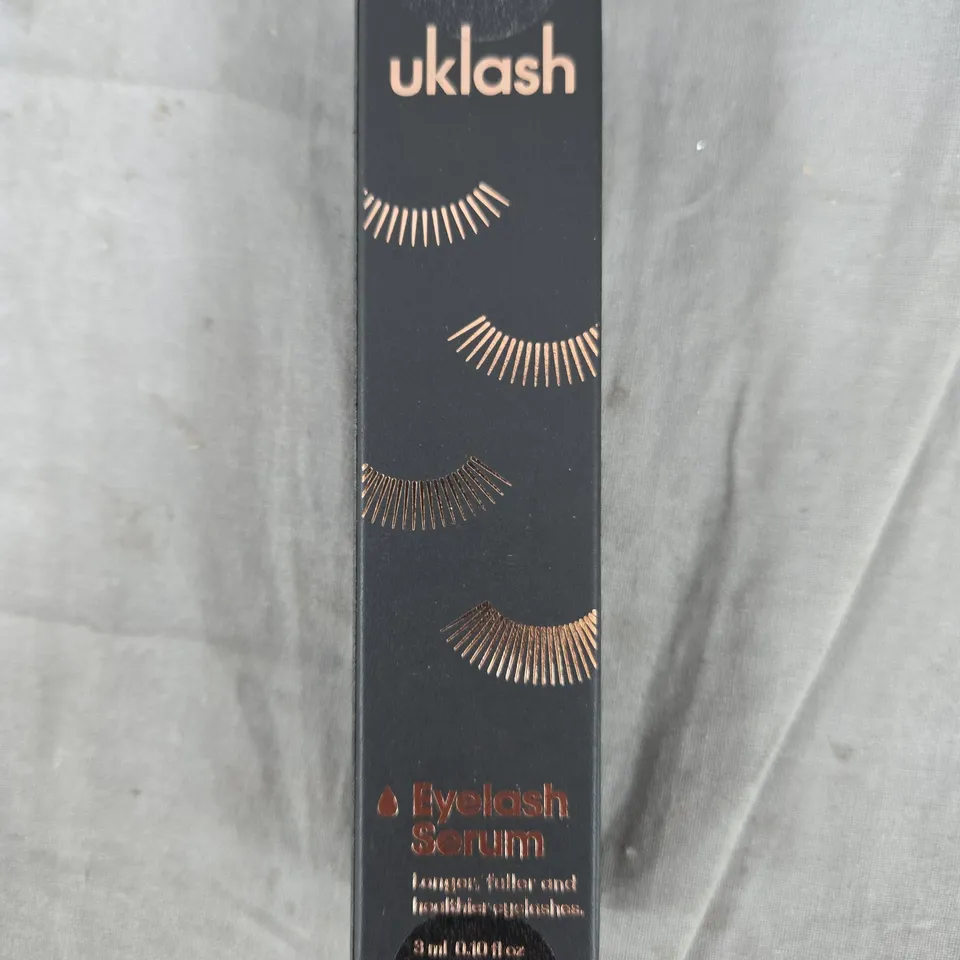 uklash
Eyelash
Serum
Longer, fuller and
healthier eyelashes.
3 ml 0.10 fl oz